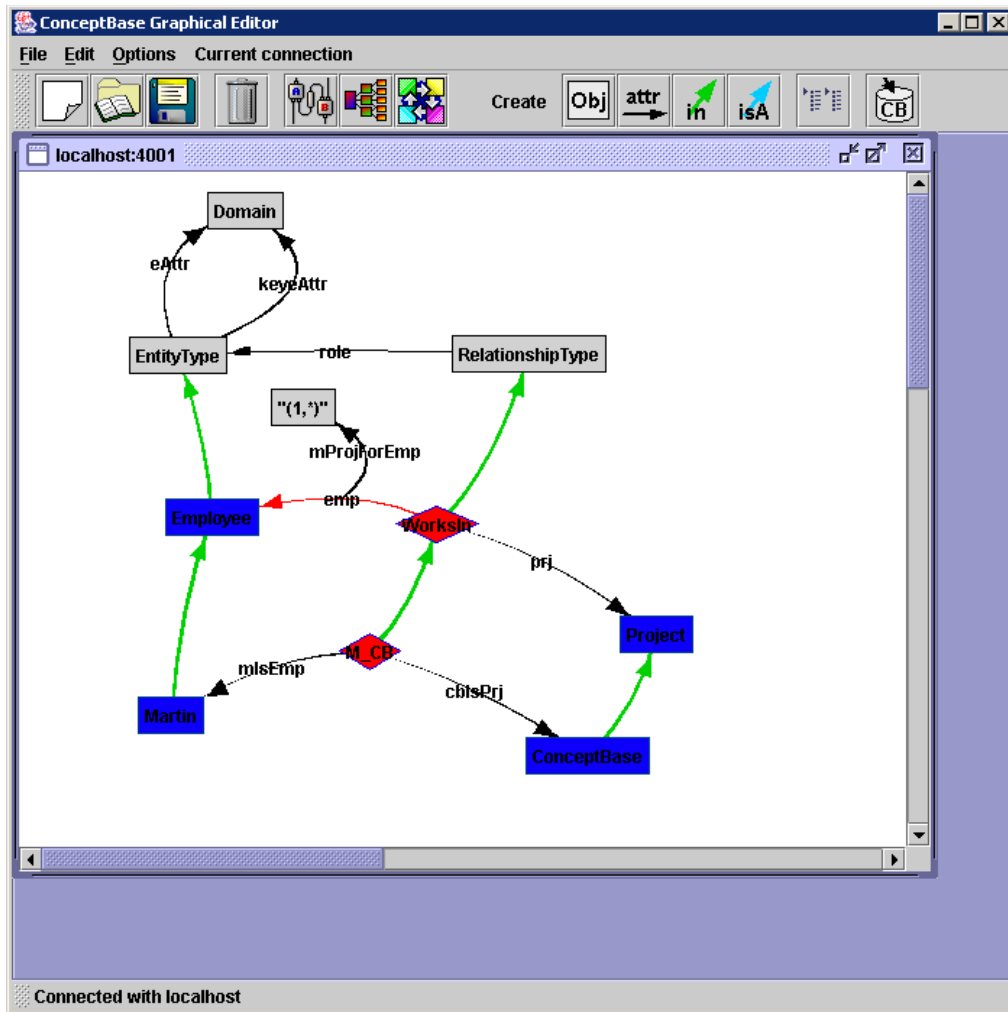 ConceptBase Graphical Editor
File Edit Options Current connection
Create Obj attr in isA CB
A B
localhost:4001
Domain
eAttr
keyeAttr
EntityType
role
RelationshipType
"(1,*)"
mProjForEmp
emp
Employee
WorksIn
prj
Project
M_CB
mIsEmp
cbIsPrj
Martin
ConceptBase
Connected with localhost